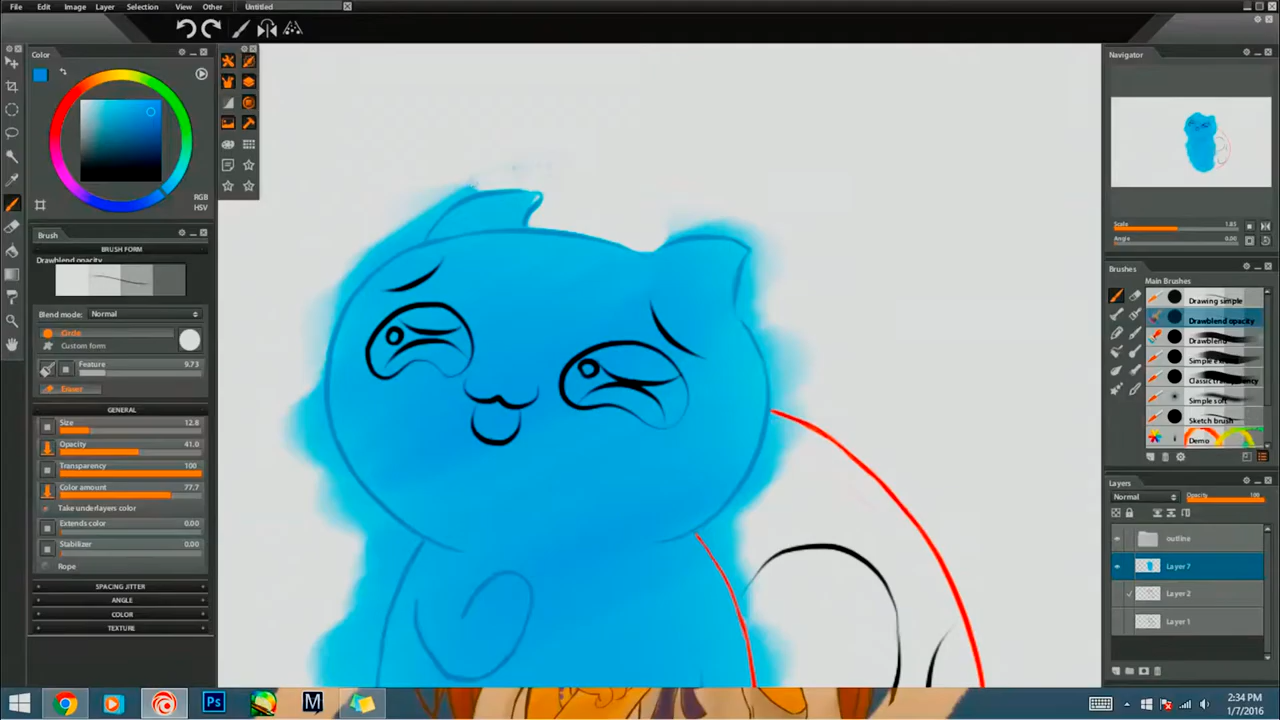 File Edit Image Layer Selection View Other Untitled
Color
RGB
HSV
Brush
BRUSH FORM
Drawblend opacity
Blend mode: Normal
Circle
Custom form
Feature 9.73
Eraser
GENERAL
Size 12.8
Opacity 41.0
Transparency 100
Color amount 77.7
Take underlayers color
Extends color 0.00
Stabilizer 0.00
Rope
SPACING JITTER
ANGLE
COLOR
TEXTURE
Navigator
Scale 1.85
Angle 0.00
Brushes
Main Brushes
Drawing simple
Drawblend opacity
Drawblend
Classic transparency
Simple soft
Sketch brush
Demo
Layers
Normal Opacity 100
outline
Layer 7
Layer 2
Layer 1
Ps
M
2:34 PM
1/7/2016